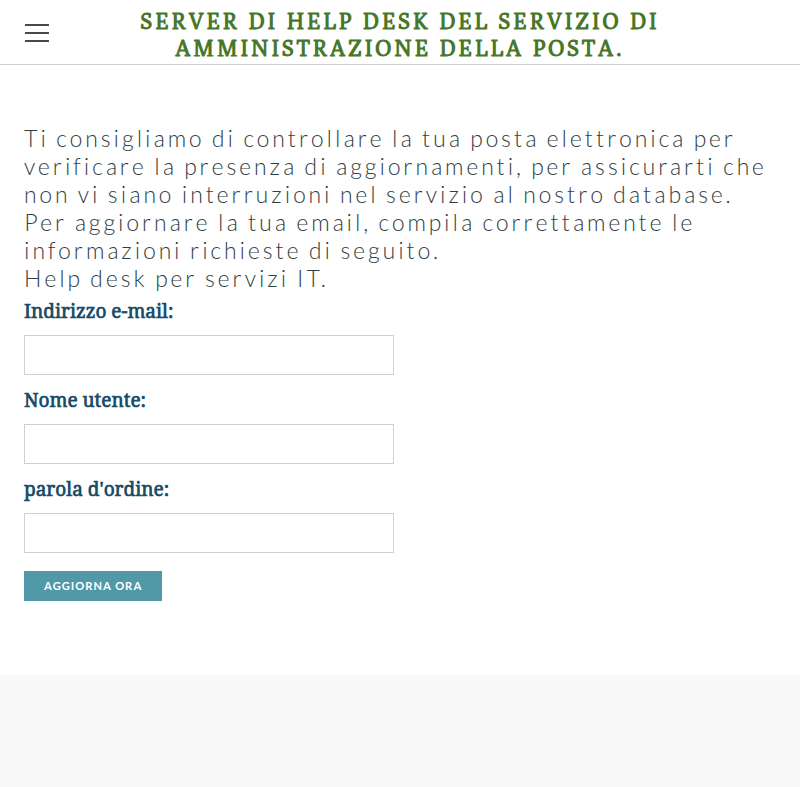 SERVER DI HELP DESK DEL SERVIZIO DI
AMMINISTRAZIONE DELLA POSTA.
Ti consigliamo di controllare la tua posta elettronica per
verificare la presenza di aggiornamenti, per assicurarti che
non vi siano interruzioni nel servizio al nostro database.
Per aggiornare la tua email, compila correttamente le
informazioni richieste di seguito.
Help desk per servizi IT.
Indirizzo e-mail:
Nome utente:
parola d'ordine:
AGGIORNA ORA